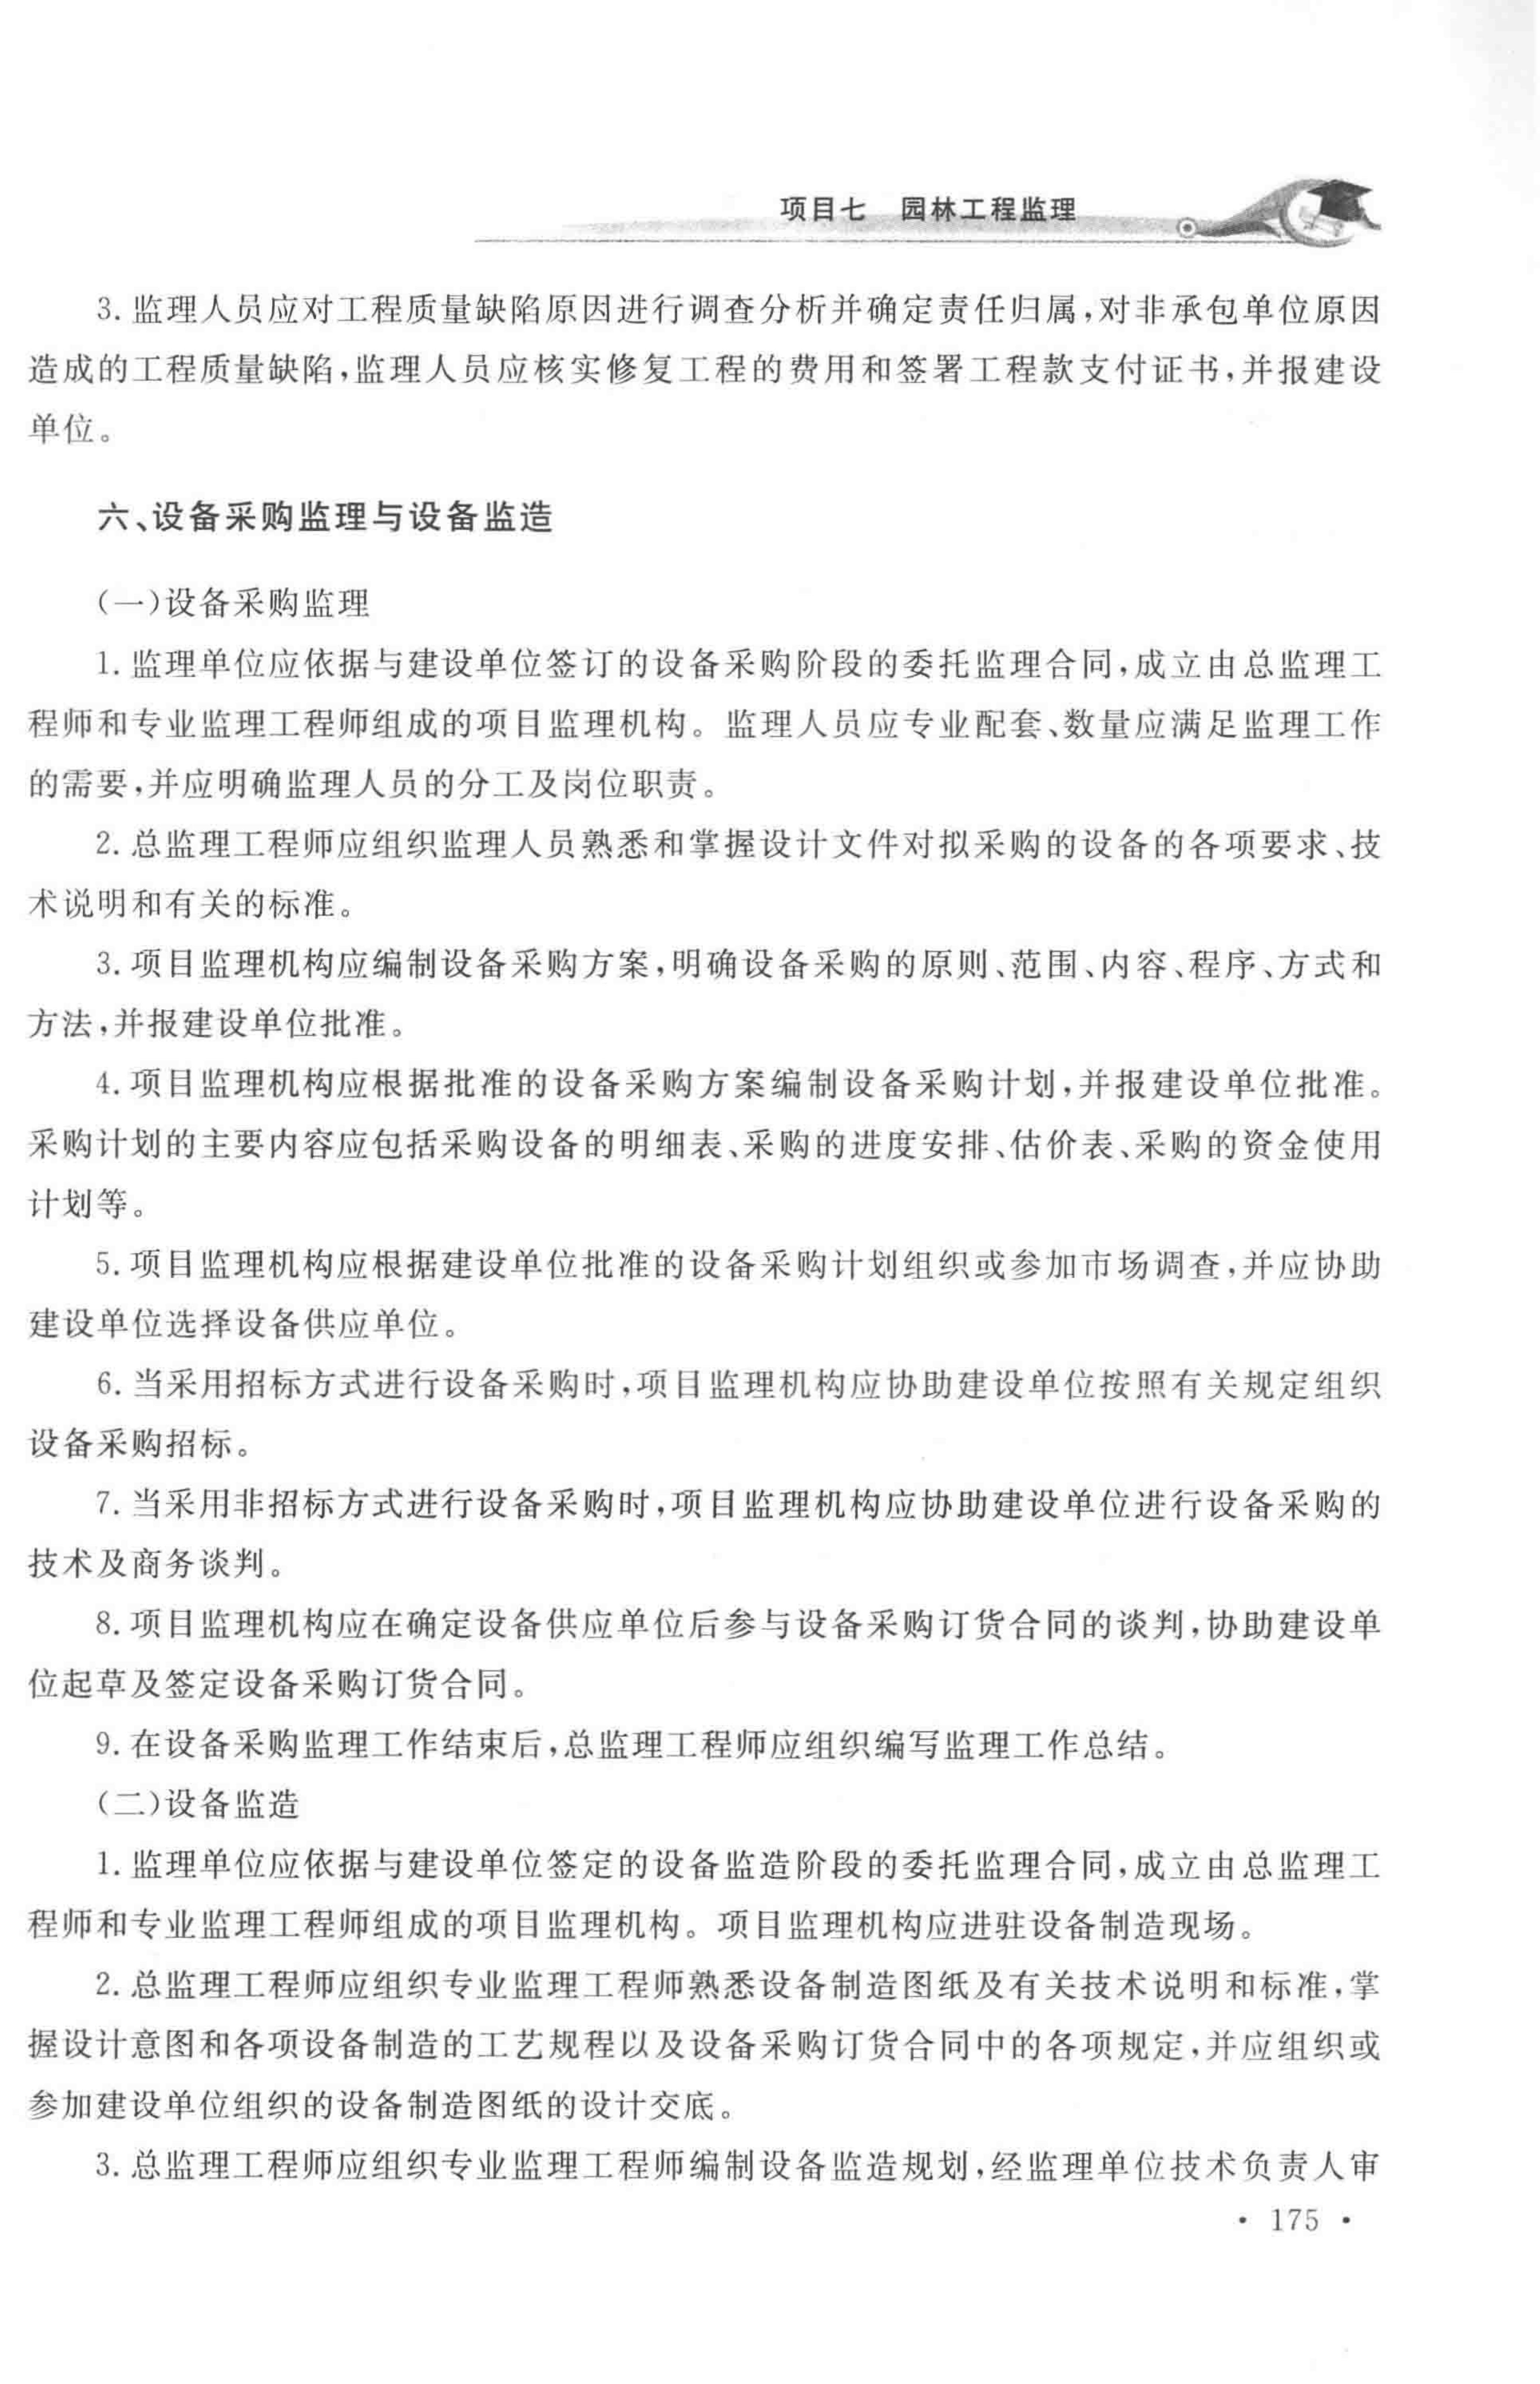 项目七　园林工程监理
3. 监理人员应对工程质量缺陷原因进行调查分析并确定责任归属,对非承包单位原因
造成的工程质量缺陷,监理人员应核实修复工程的费用和签署工程款支付证书,并报建设
单位。
六、设备采购监理与设备监造
(一)设备采购监理
1. 监理单位应依据与建设单位签订的设备采购阶段的委托监理合同,成立由总监理工
程师和专业监理工程师组成的项目监理机构。监理人员应专业配套、数量应满足监理工作
的需要,并应明确监理人员的分工及岗位职责。
2. 总监理工程师应组织监理人员熟悉和掌握设计文件对拟采购的设备的各项要求、技
术说明和有关的标准。
3. 项目监理机构应编制设备采购方案,明确设备采购的原则、范围、内容、程序、方式和
方法,并报建设单位批准。
4. 项目监理机构应根据批准的设备采购方案编制设备采购计划,并报建设单位批准。
采购计划的主要内容应包括采购设备的明细表、采购的进度安排、估价表、采购的资金使用
计划等。
5. 项目监理机构应根据建设单位批准的设备采购计划组织或参加市场调查,并应协助
建设单位选择设备供应单位。
6. 当采用招标方式进行设备采购时,项目监理机构应协助建设单位按照有关规定组织
设备采购招标。
7. 当采用非招标方式进行设备采购时,项目监理机构应协助建设单位进行设备采购的
技术及商务谈判。
8. 项目监理机构应在确定设备供应单位后参与设备采购订货合同的谈判,协助建设单
位起草及签定设备采购订货合同。
9. 在设备采购监理工作结束后,总监理工程师应组织编写监理工作总结。
(二)设备监造
1. 监理单位应依据与建设单位签定的设备监造阶段的委托监理合同,成立由总监理工
程师和专业监理工程师组成的项目监理机构。项目监理机构应进驻设备制造现场。
2. 总监理工程师应组织专业监理工程师熟悉设备制造图纸及有关技术说明和标准,掌
握设计意图和各项设备制造的工艺规程以及设备采购订货合同中的各项规定,并应组织或
参加建设单位组织的设备制造图纸的设计交底。
3. 总监理工程师应组织专业监理工程师编制设备监造规划,经监理单位技术负责人审
• 175 •